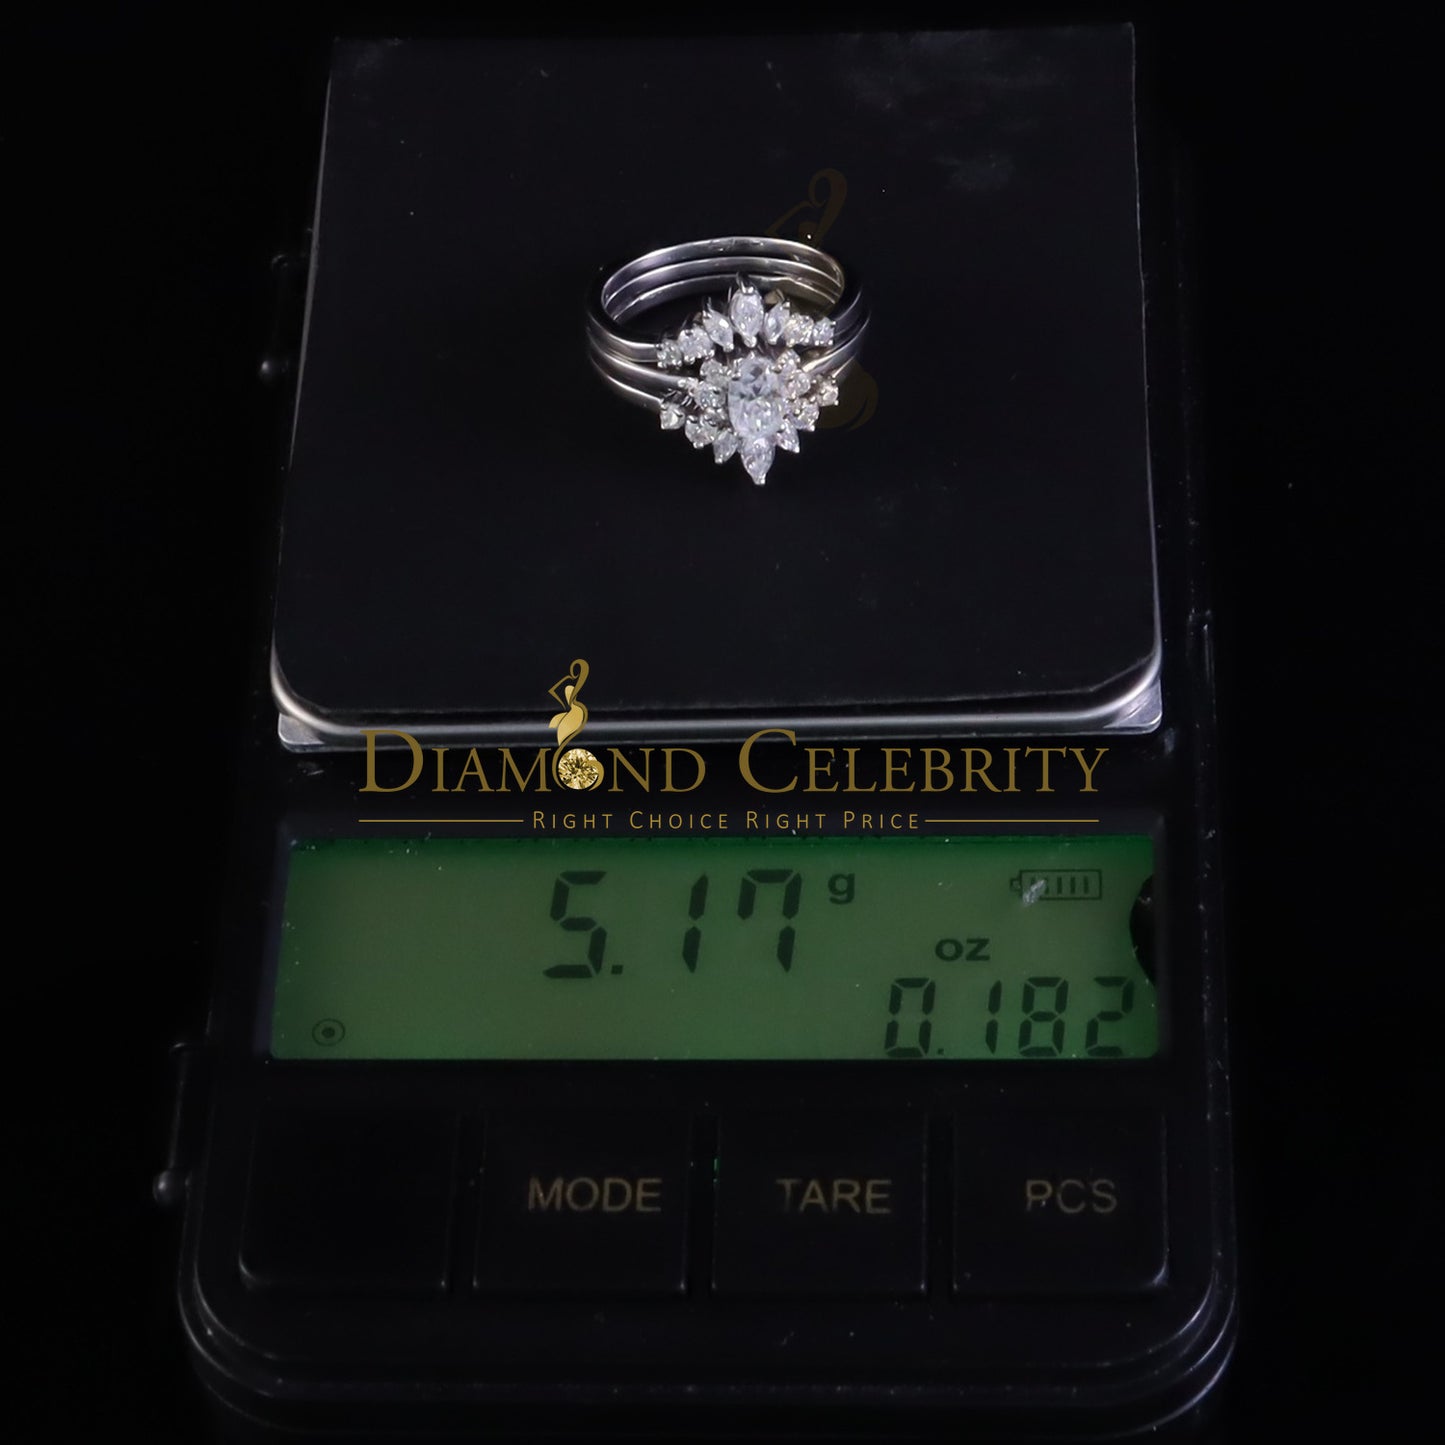 DIAMOND CELEBRITY
RIGHT CHOICE RIGHT PRICE
5.17 g
oz
0.182
MODE TARE PCS